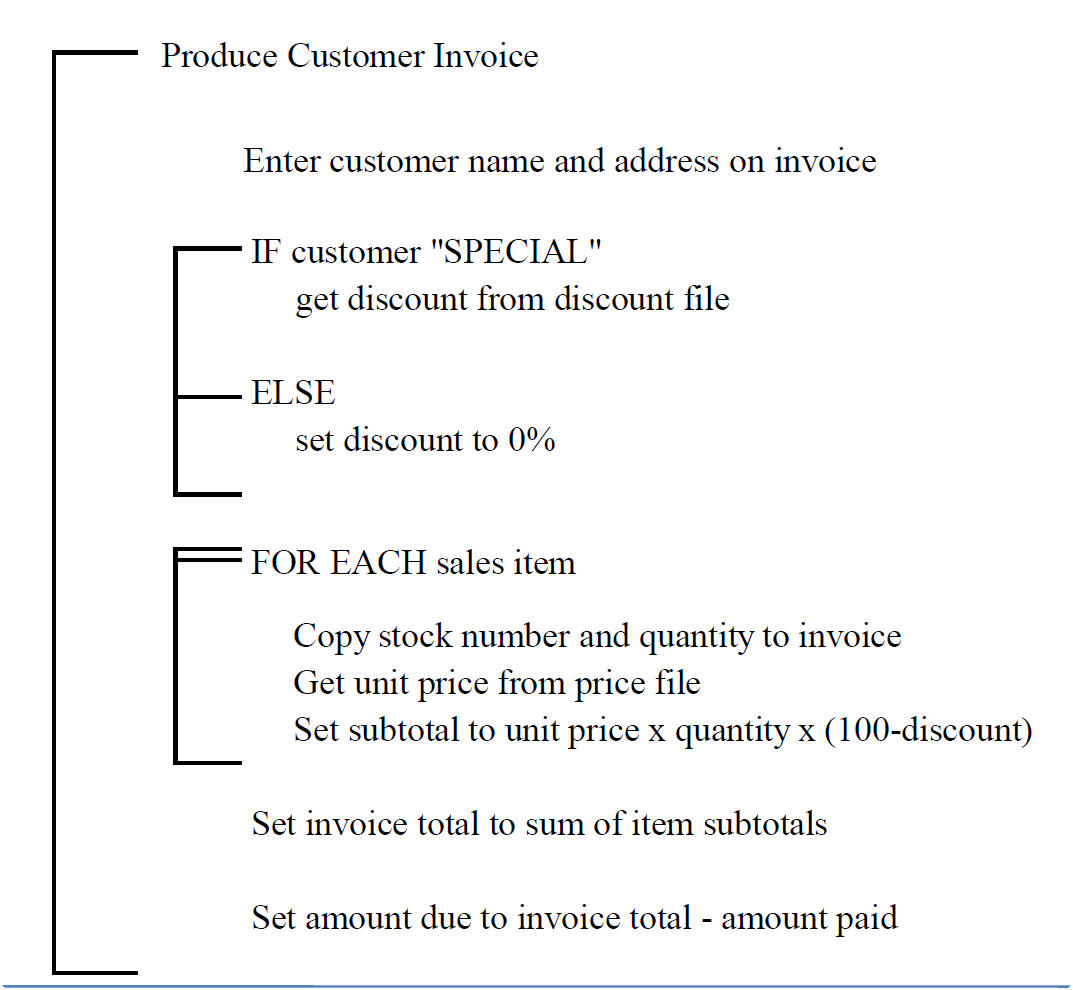 Produce Customer Invoice
Enter customer name and address on invoice
IF customer "SPECIAL"
get discount from discount file
ELSE
set discount to 0%
FOR EACH sales item
Copy stock number and quantity to invoice
Get unit price from price file
Set subtotal to unit price x quantity x (100-discount)
Set invoice total to sum of item subtotals
Set amount due to invoice total - amount paid